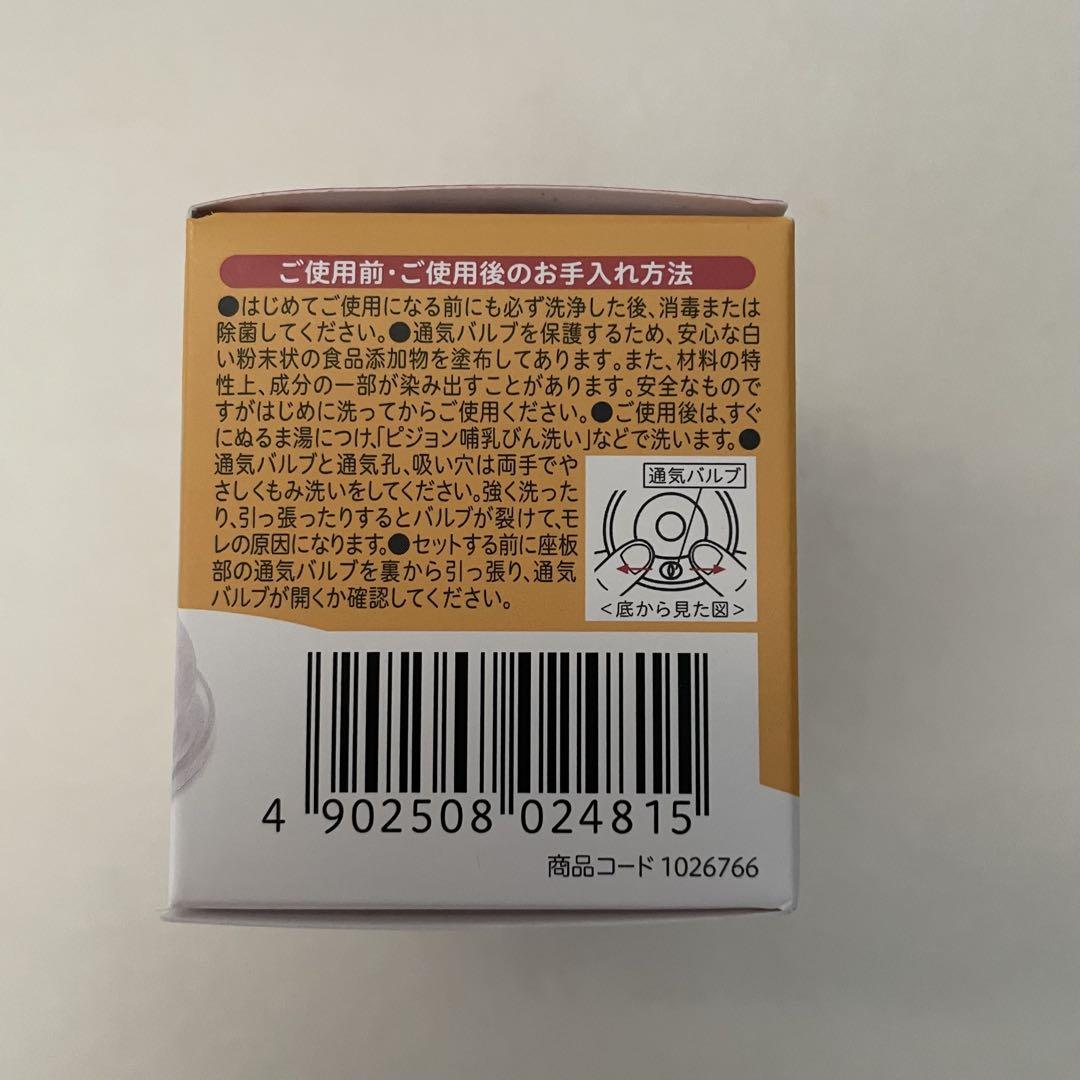 ご使用前・ご使用後のお手入れ方法
●はじめてご使用になる前にも必ず洗浄した後、消毒または
除菌してください。●通気バルブを保護するため、安心な白
い粉末状の食品添加物を塗布してあります。また、材料の特
性上、成分の一部が染み出すことがあります。安全なもので
すがはじめに洗ってからご使用ください。●ご使用後は、すぐ
にぬるま湯につけ、「ピジョン哺乳びん洗い」などで洗います。●
通気バルブと通気孔、吸い穴は両手でや
さしくもみ洗いをしてください。強く洗った
り、引っ張ったりするとバルブが裂けて、モ
レの原因になります。●セットする前に座板
部の通気バルブを裏から引っ張り、通気
バルブが開くか確認してください。
通気バルブ
<底から見た図>
4 902508 024815
商品コード 1026766